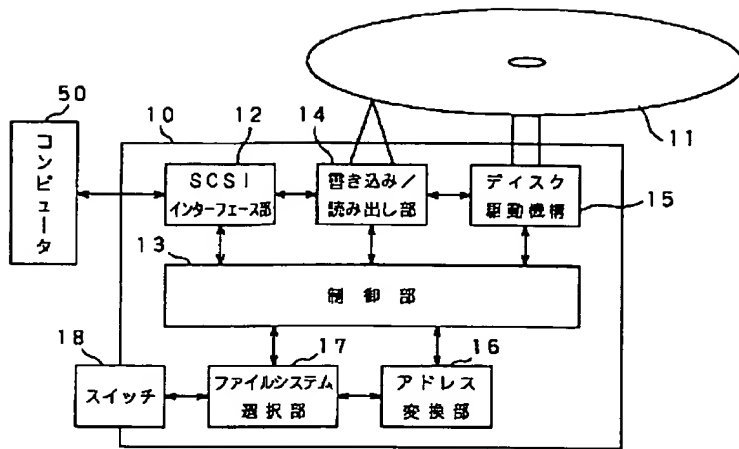 50
コンピュータ
10
12
14
11
SCSI
インターフェース部
書き込み／
読み出し部
ディスク
駆動機構
15
13
制御部
18
17
16
スイッチ
ファイルシステム
選択部
アドレス
変換部